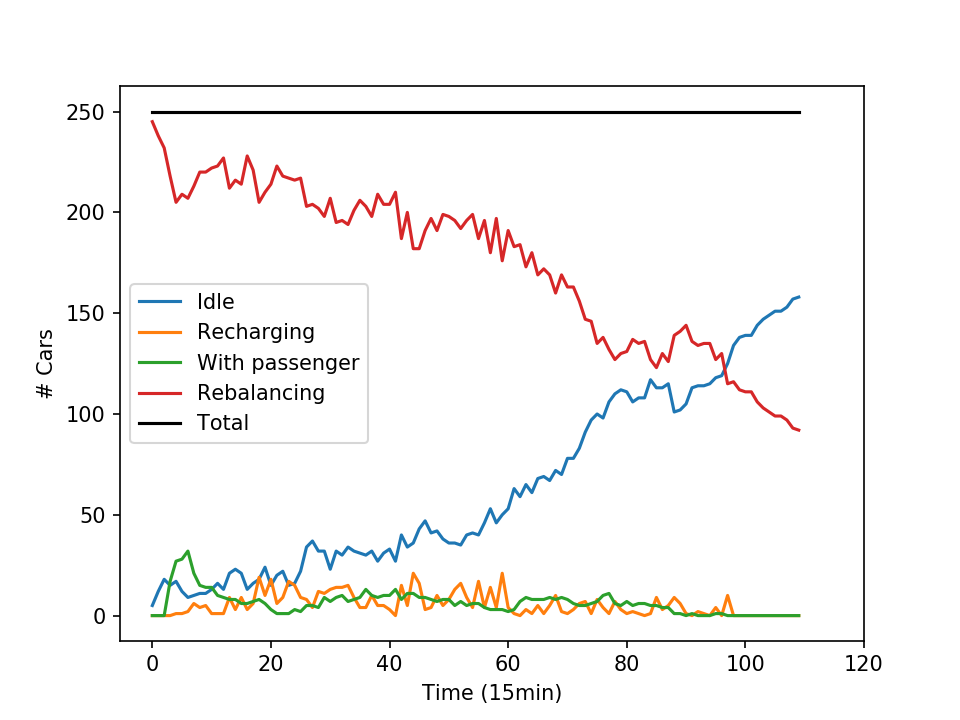 250
200
150
100
50
0
# Cars
Idle
Recharging
With passenger
Rebalancing
Total
0 20 40 60 80 100 120
Time (15min)